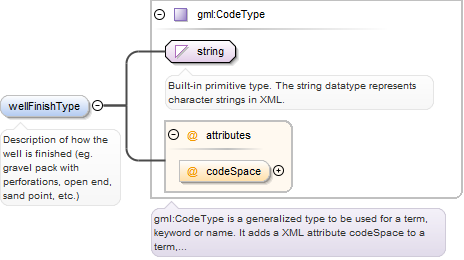 gml:CodeType
string
Built-in primitive type. The string datatype represents
character strings in XML.
wellFinishType
Description of how the
well is finished (eg.
gravel pack with
perforations, open end,
sand point, etc.)
@ attributes
@ codeSpace
gml:CodeType is a generalized type to be used for a term,
keyword or name. It adds a XML attribute codeSpace to a
term,...